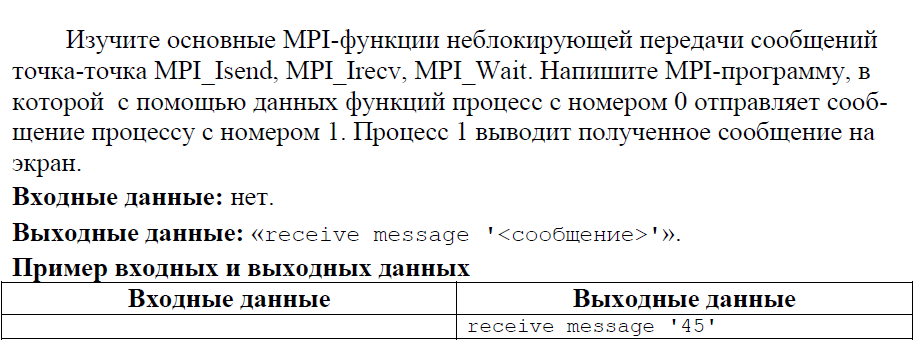 Изучите основные MPI-функции неблокирующей передачи сообщений
точка-точка MPI_Isend, MPI_Irecv, MPI_Wait. Напишите MPI-программу, в
которой с помощью данных функций процесс с номером 0 отправляет сооб-
щение процессу с номером 1. Процесс 1 выводит полученное сообщение на
экран.
Входные данные: нет.
Выходные данные: «receive message '<сообщение>'».
Пример входных и выходных данных
Входные данные Выходные данные
receive message '45'